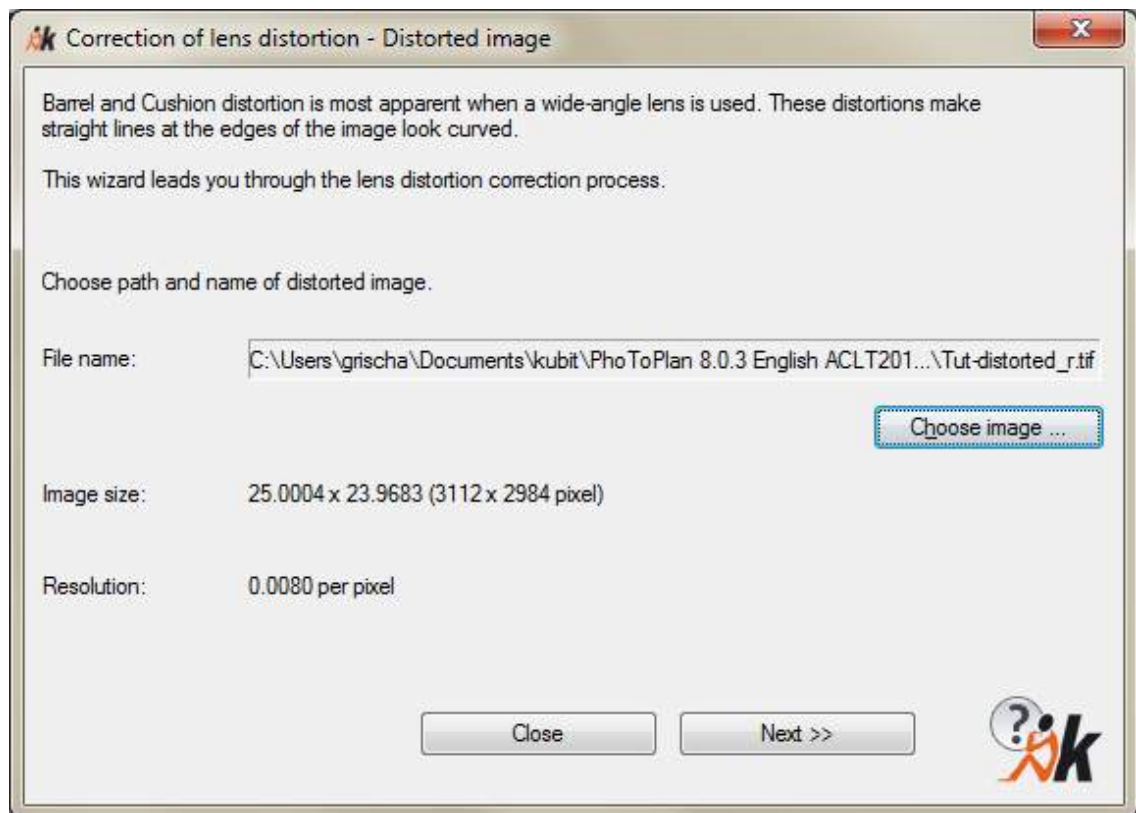 Correction of lens distortion - Distorted image
x
Barrel and Cushion distortion is most apparent when a wide-angle lens is used. These distortions make
straight lines at the edges of the image look curved.
This wizard leads you through the lens distortion correction process.
Choose path and name of distorted image.
File name: C:\Users\grischa\Documents\kubit\PhoToPlan 8.0.3 English ACLT201...\Tut-distorted_r.tif
Choose image ...
Image size: 25.0004 x 23.9683 (3112 x 2984 pixel)
Resolution: 0.0080 per pixel
Close Next >>
? k